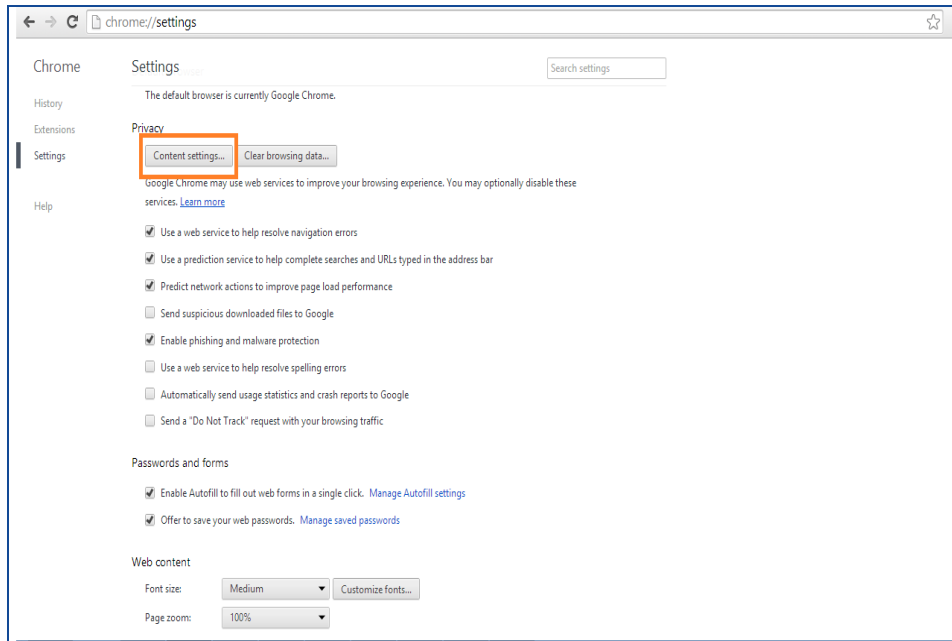 chrome://settings
Chrome
History
Extensions
Settings
Help
Settings
Search settings
The default browser is currently Google Chrome.
Privacy
Content settings... Clear browsing data...
Google Chrome may use web services to improve your browsing experience. You may optionally disable these
services. Learn more
Use a web service to help resolve navigation errors
Use a prediction service to help complete searches and URLs typed in the address bar
Predict network actions to improve page load performance
Send suspicious downloaded files to Google
Enable phishing and malware protection
Use a web service to help resolve spelling errors
Automatically send usage statistics and crash reports to Google
Send a "Do Not Track" request with your browsing traffic
Passwords and forms
Enable Autofill to fill out web forms in a single click. Manage Autofill settings
Offer to save your web passwords. Manage saved passwords
Web content
Font size: Medium Customize fonts...
Page zoom: 100%